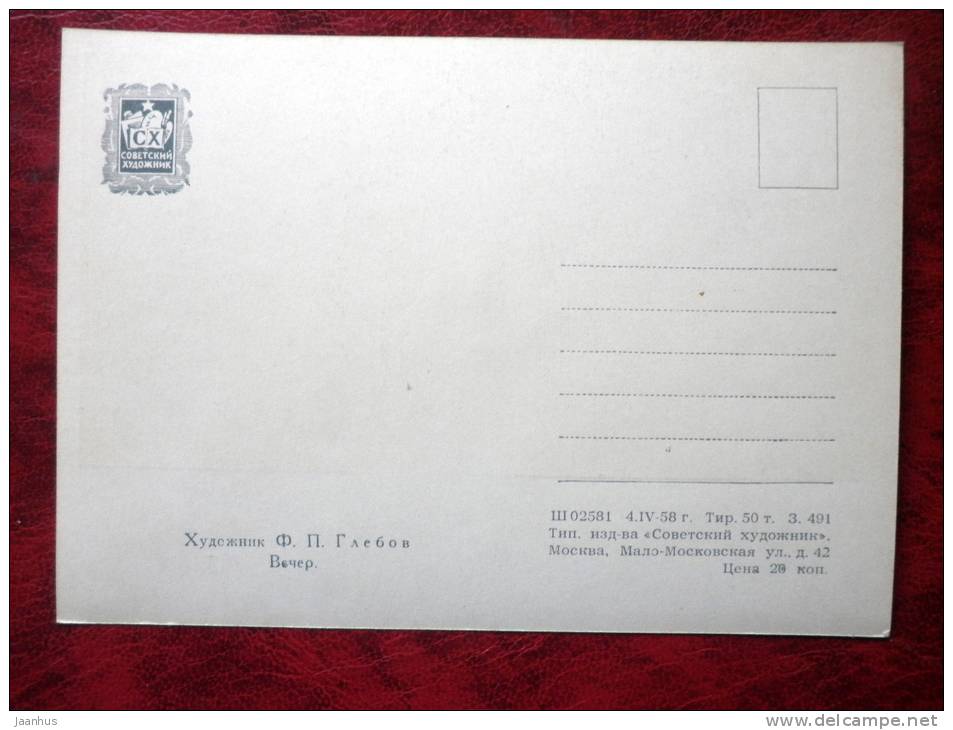 СХ
СОВЕТСКИЙ
ХУДОЖНИК
Художник Ф. П. Глебов
Вечер.
Ш02581 4.IV-58 г. Тир. 50 т. З. 491
Тип. изд-ва «Советский художник».
Москва, Мало-Московская ул., д. 42
Цена 20 коп.
Jaanhus
www.delcampe.net